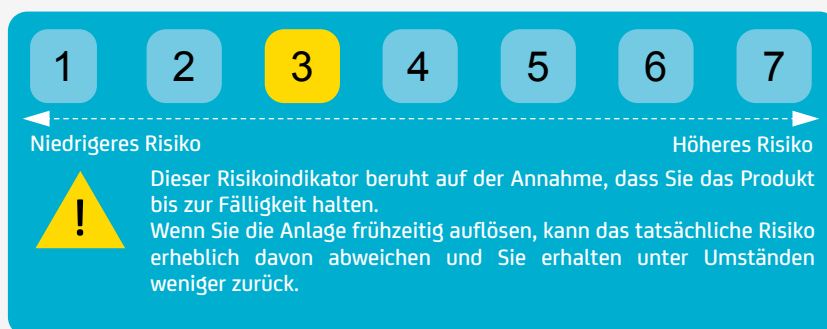 1 2 3 4 5 6 7
Niedrigeres Risiko Höheres Risiko
!
Dieser Risikoindikator beruht auf der Annahme, dass Sie das Produkt
bis zur Fälligkeit halten.
Wenn Sie die Anlage frühzeitig auflösen, kann das tatsächliche Risiko
erheblich davon abweichen und Sie erhalten unter Umständen
weniger zurück.